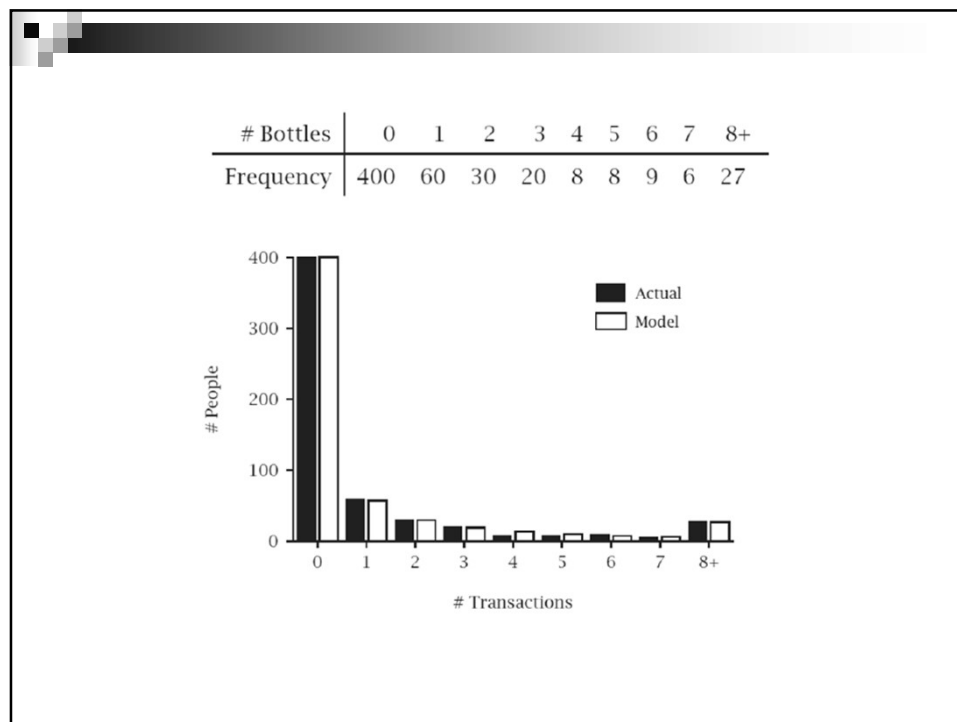 # Bottles 0 1 2 3 4 5 6 7 8+
Frequency 400 60 30 20 8 8 9 6 27
400
300
200
100
0
# People
Actual
Model
0 1 2 3 4 5 6 7 8+
# Transactions